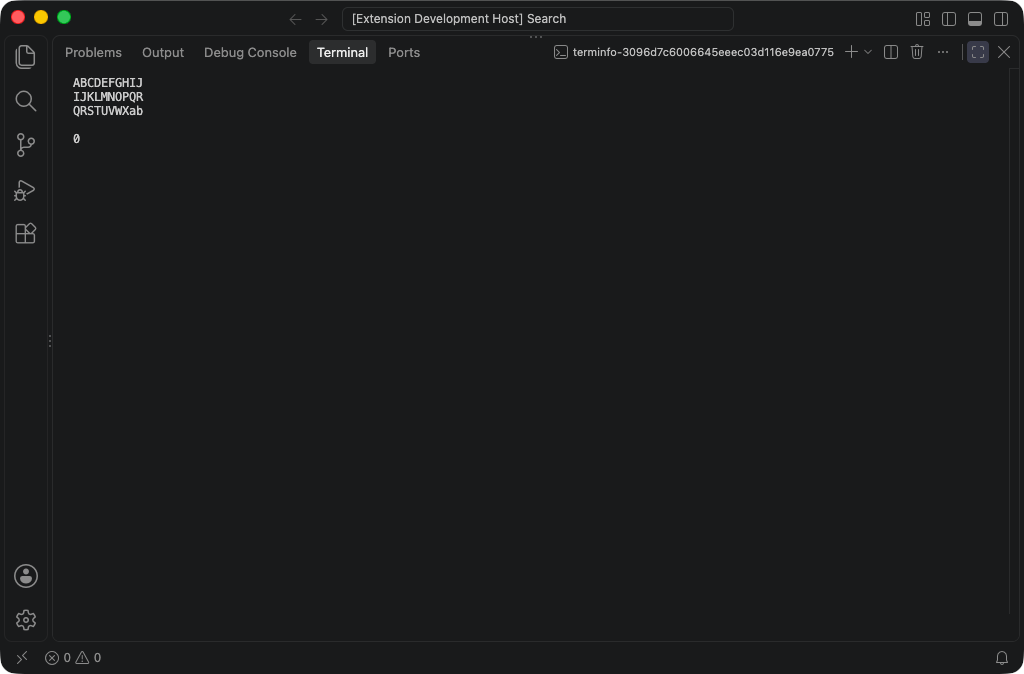 [Extension Development Host] Search
Problems Output Debug Console Terminal Ports
terminfo-3096d7c6006645eeec03d116e9ea0775
ABCDEFGHIJ
IJKLMNOPQR
QRSTUVWXab
0
0 0